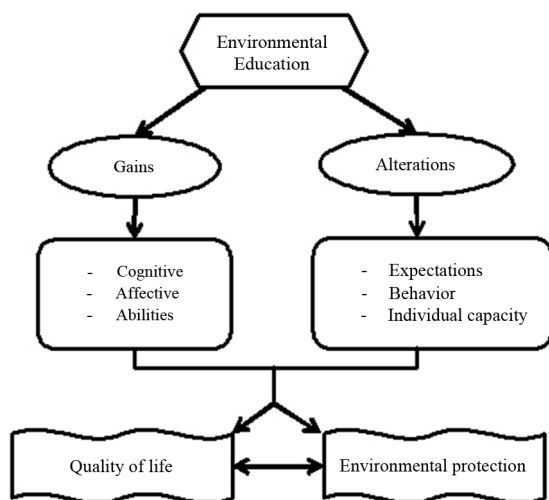 Environmental
Education
Gains
Alterations
- Cognitive
- Affective
- Abilities
- Expectations
- Behavior
- Individual capacity
Quality of life
Environmental protection